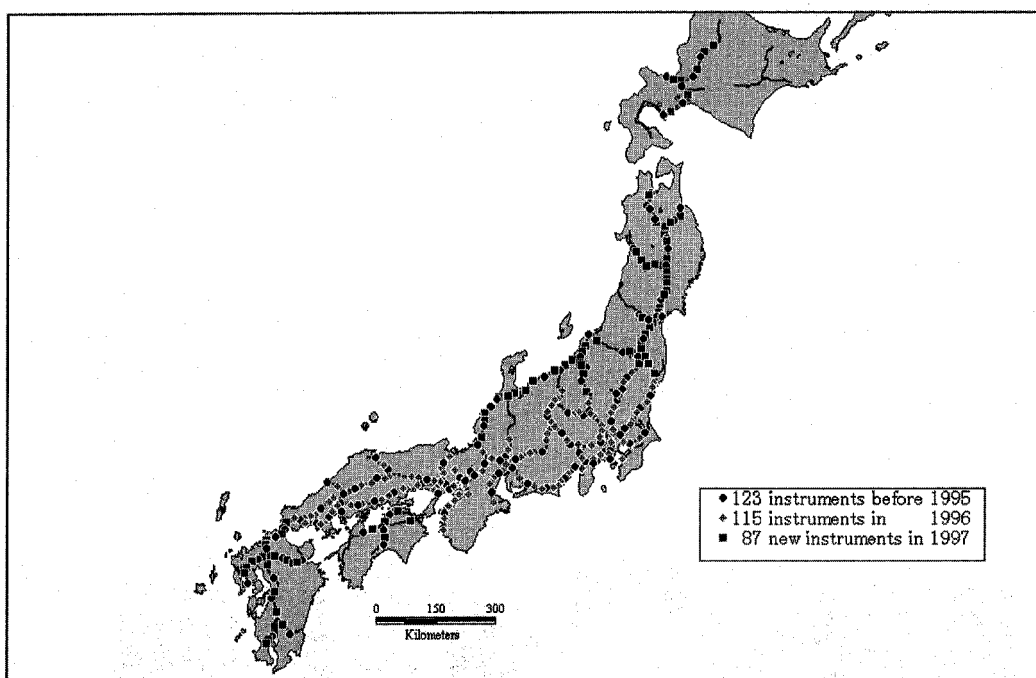 123 instruments before 1995
115 instruments in 1996
87 new instruments in 1997
0 150 300
Kilometers